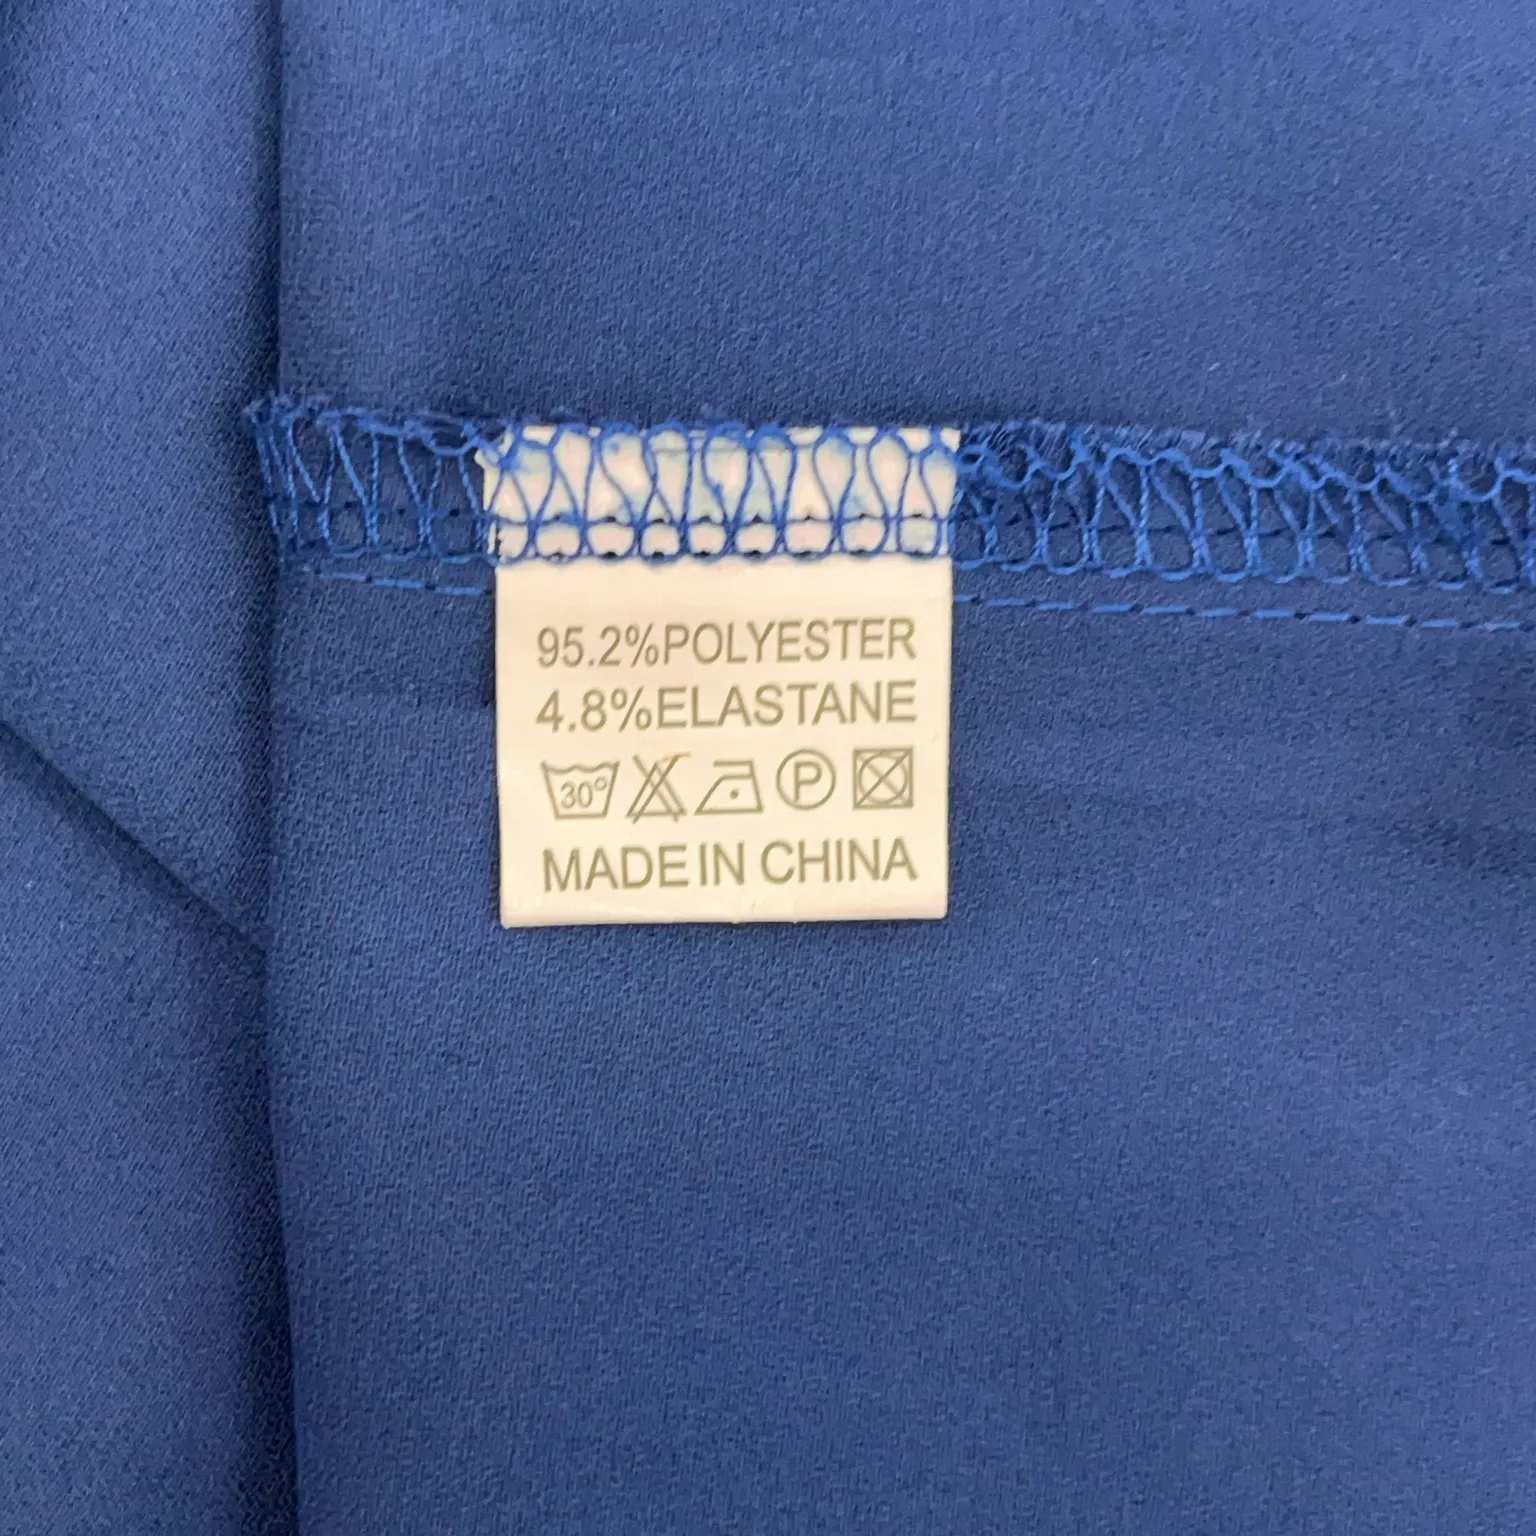 95.2%POLYESTER
4.8%ELASTANE
30° P
MADE IN CHINA